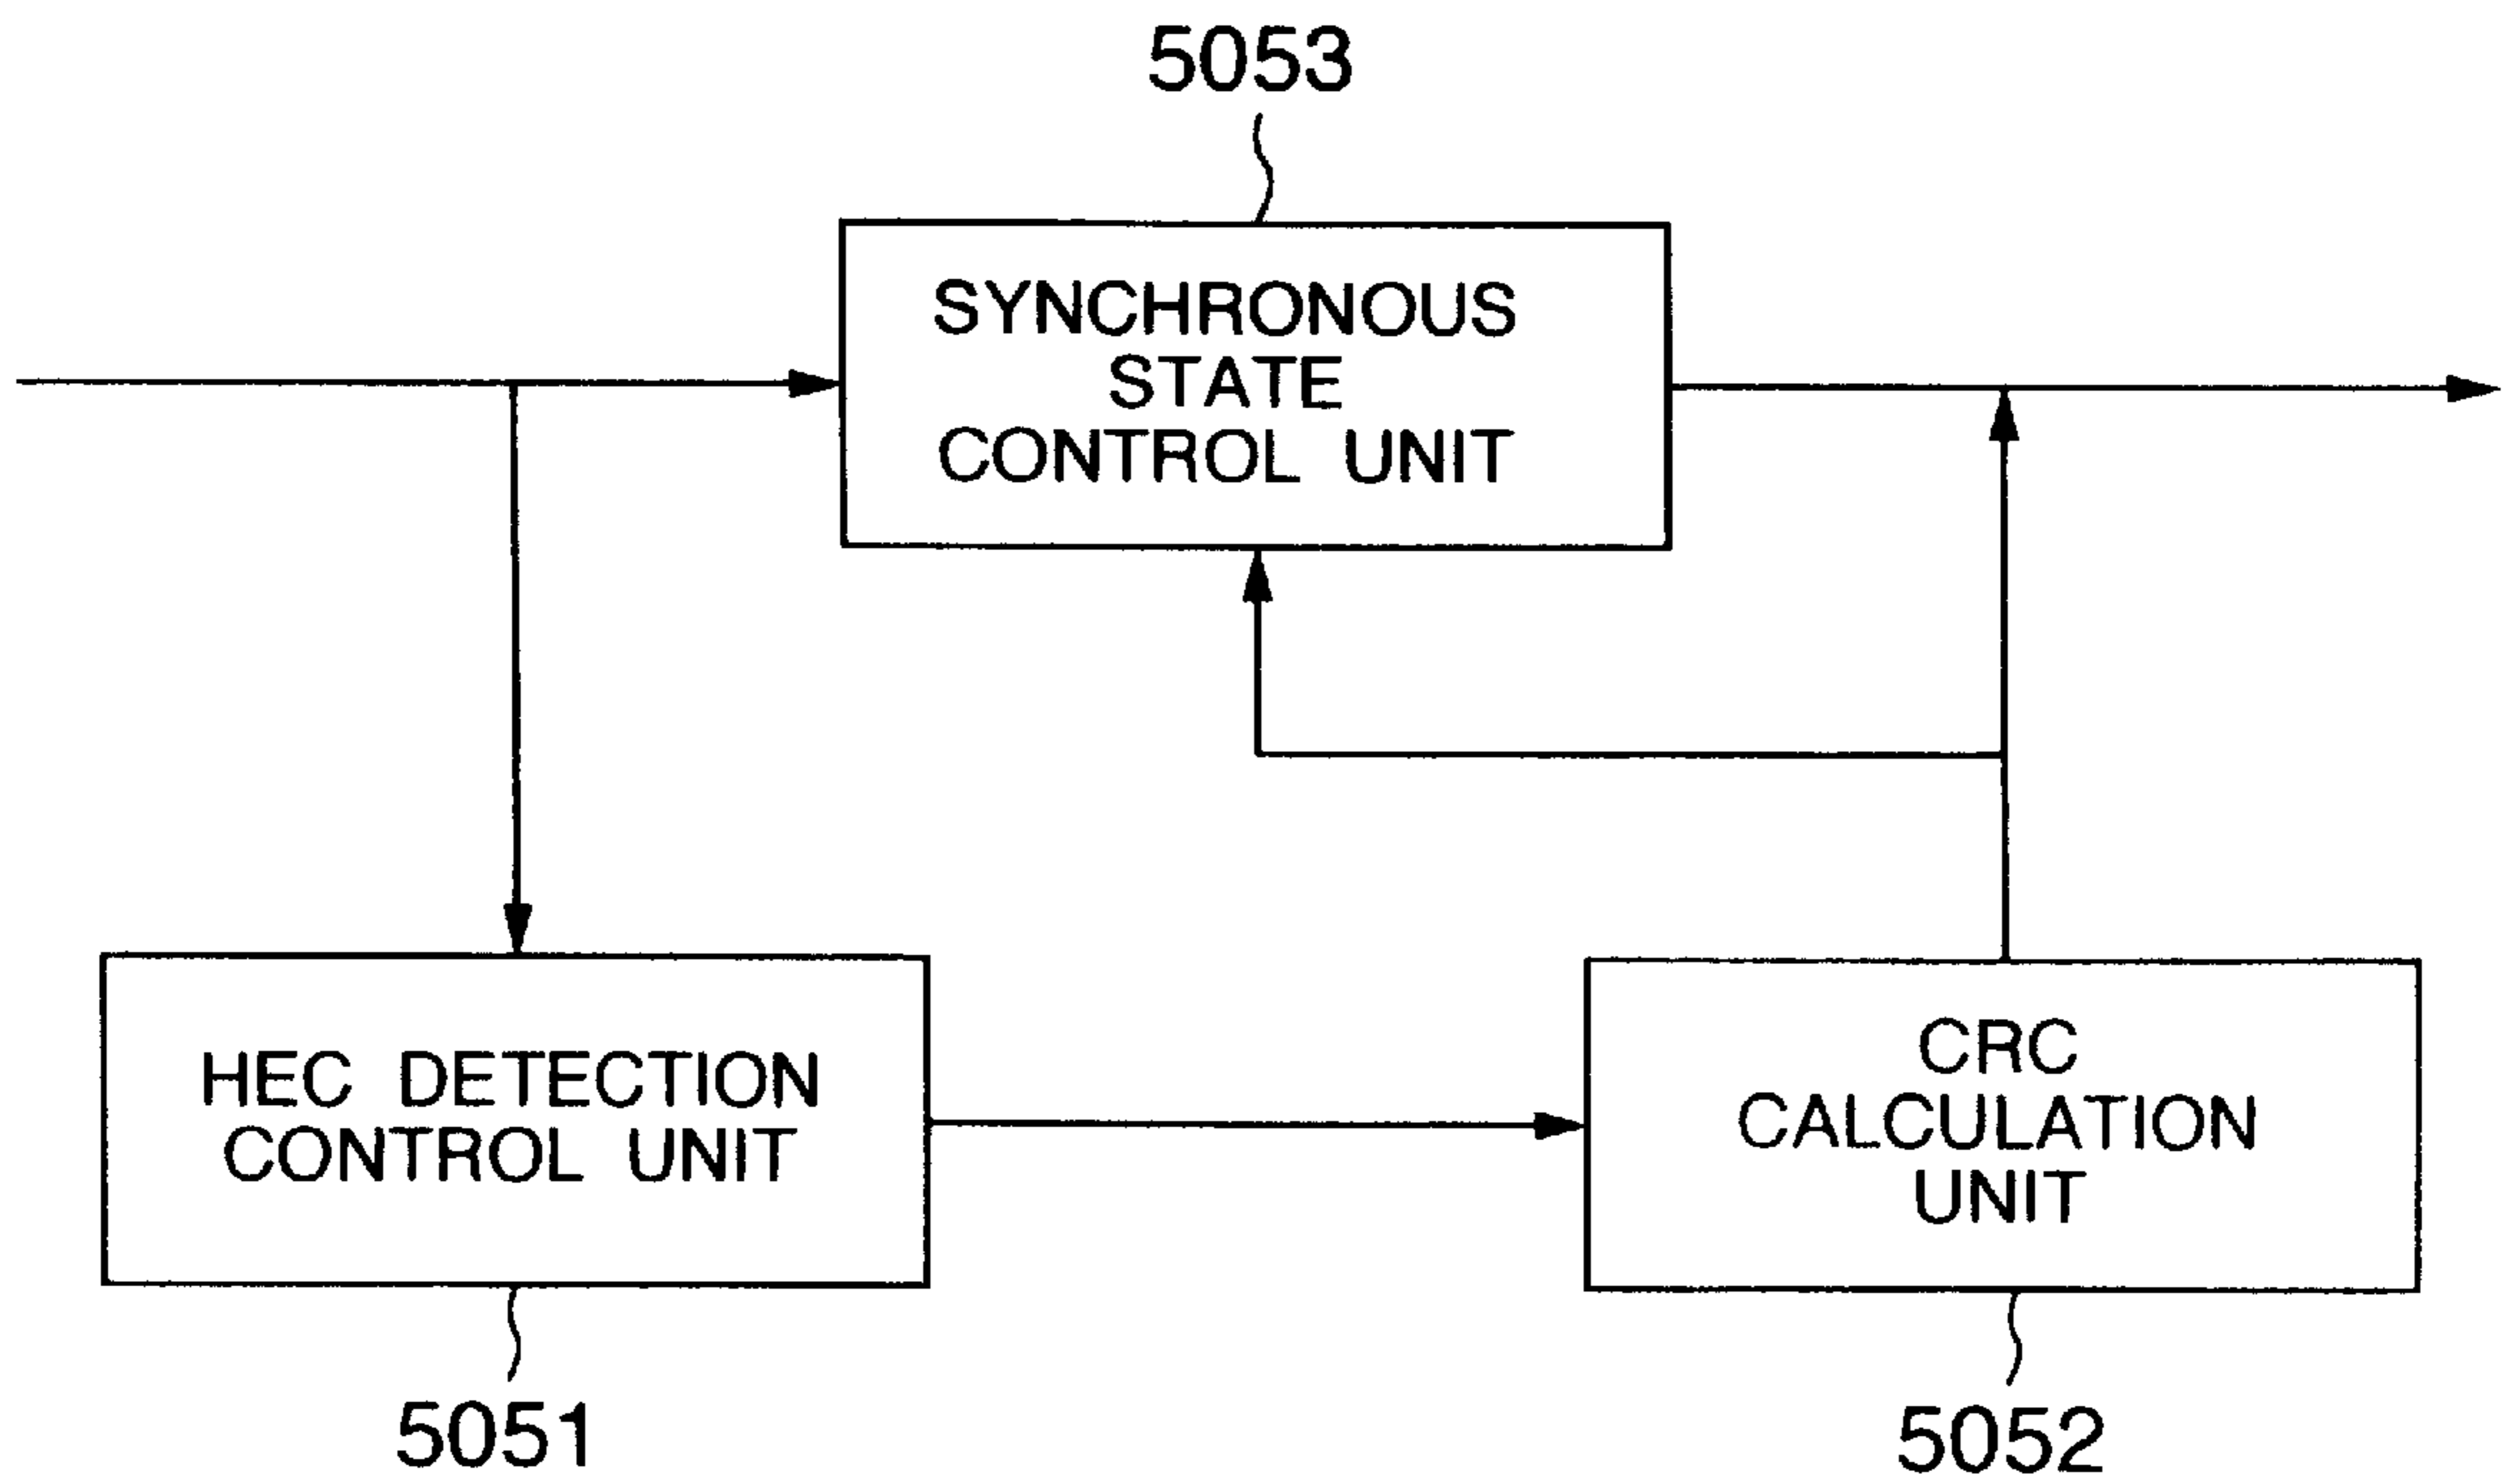 5053
SYNCHRONOUS
STATE
CONTROL UNIT
HEC DETECTION
CONTROL UNIT
CRC
CALCULATION
UNIT
5051
5052